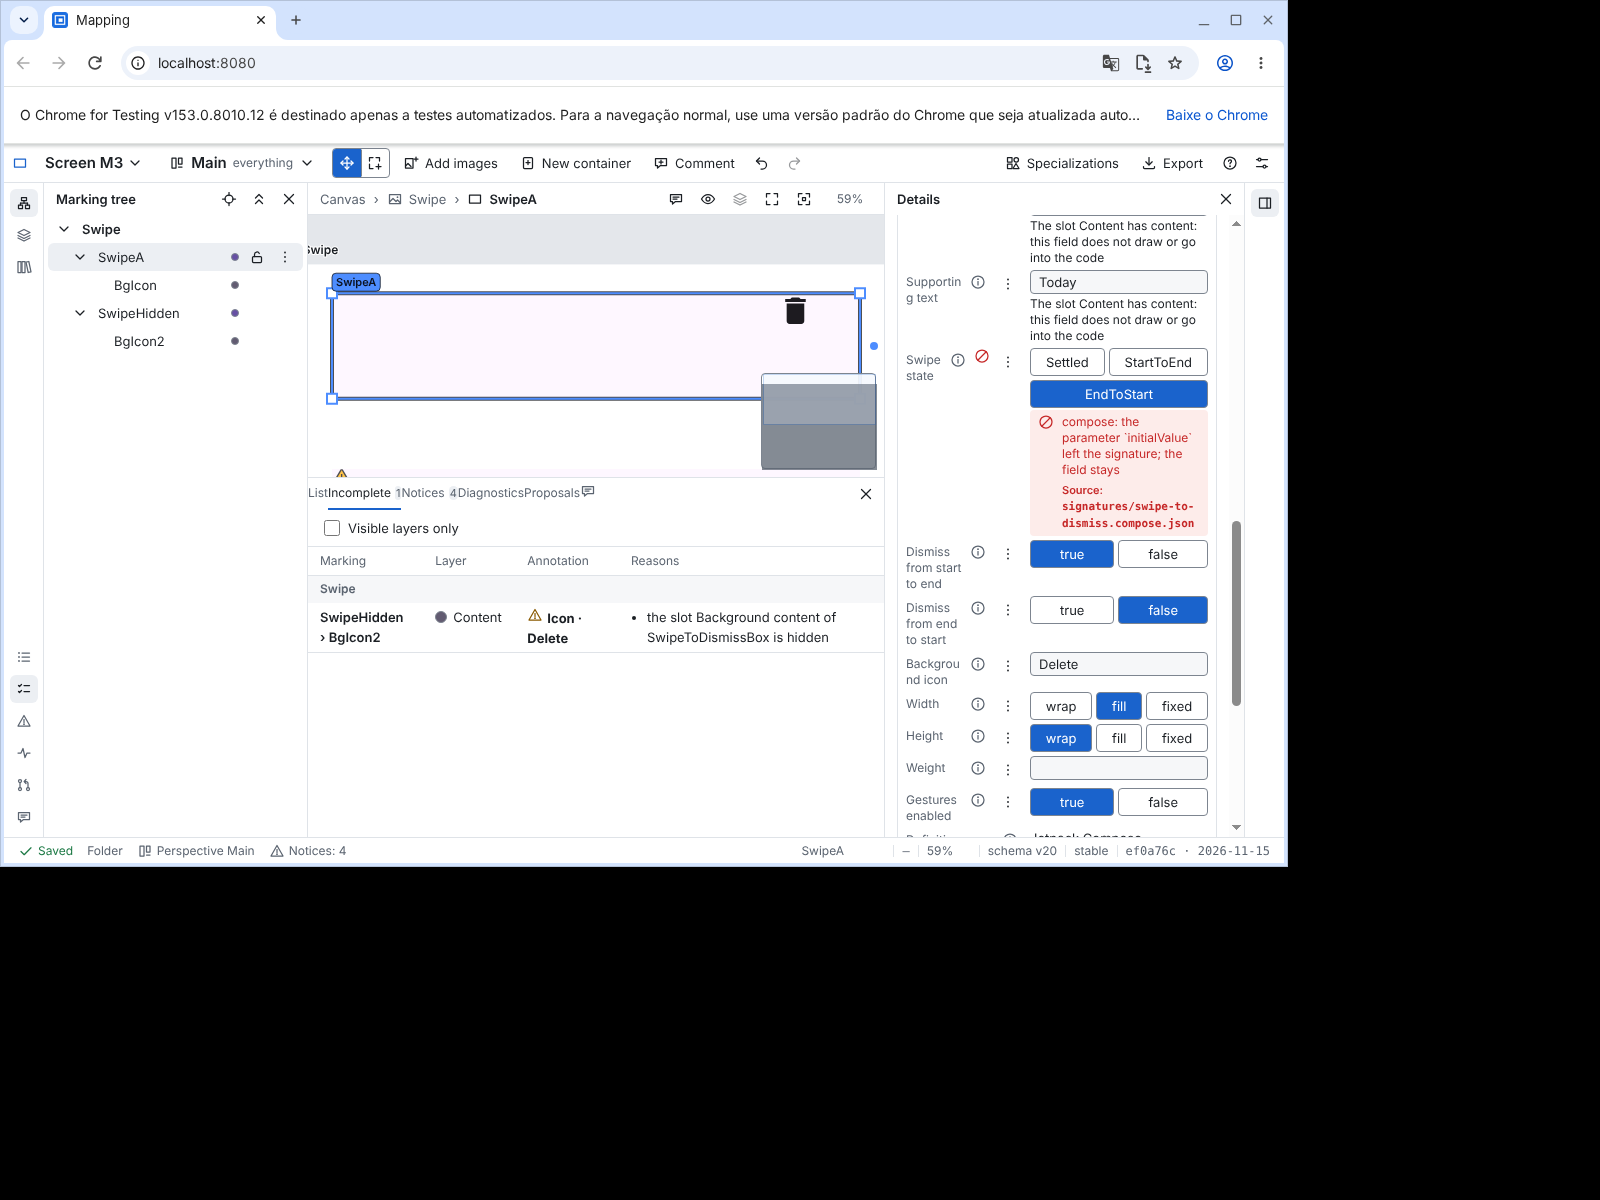 Mapping
localhost:8080
O Chrome for Testing v153.0.8010.12 é destinado apenas a testes automatizados. Para a navegação normal, use uma versão padrão do Chrome que seja atualizada auto...
Baixe o Chrome
Screen M3
Main everything
Add images
New container
Comment
Specializations
Export
Marking tree
Canvas › Swipe › SwipeA
59%
Details
Swipe
SwipeA
BgIcon
SwipeHidden
BgIcon2
Swipe
SwipeA
The slot Content has content:
this field does not draw or go
into the code
Supportin
g text
Today
The slot Content has content:
this field does not draw or go
into the code
Swipe
state
Settled
StartToEnd
EndToStart
compose: the
parameter `initialValue`
left the signature; the
field stays
Source:
signatures/swipe-to-
dismiss.compose.json
Dismiss
from start
to end
true
false
Dismiss
from end
to start
true
false
Backgrou
nd icon
Delete
Width
wrap
fill
fixed
Height
wrap
fill
fixed
Weight
Gestures
enabled
true
false
List
Incomplete 1
Notices 4
Diagnostics
Proposals
Visible layers only
Marking
Layer
Annotation
Reasons
Swipe
SwipeHidden
› BgIcon2
Content
Icon ·
Delete
• the slot Background content of
SwipeToDismissBox is hidden
Saved
Folder
Perspective Main
Notices: 4
SwipeA
—
59%
schema v20
stable
ef0a76c · 2026-11-15